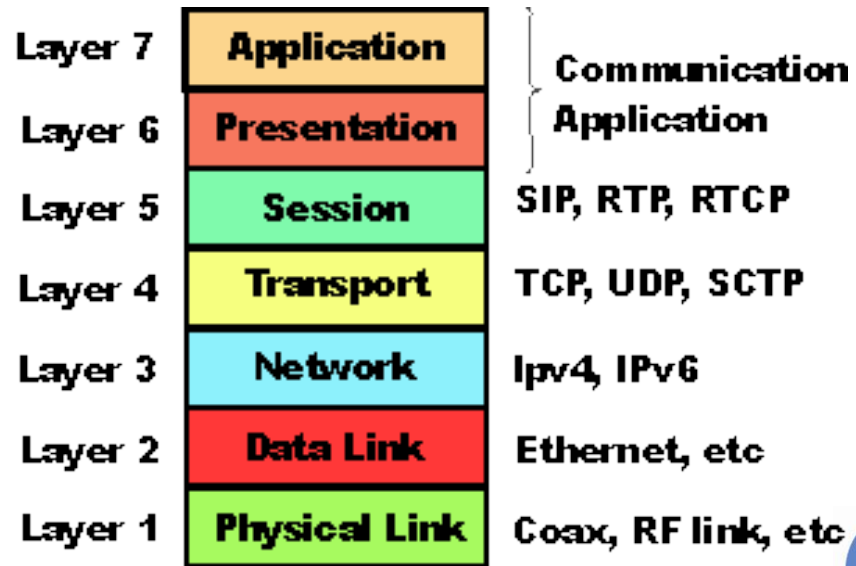 Layer 7 Application
Communication
Application
Layer 6 Presentation
Layer 5 Session SIP, RTP, RTCP
Layer 4 Transport TCP, UDP, SCTP
Layer 3 Network Ipv4, IPv6
Layer 2 Data Link Ethernet, etc
Layer 1 Physical Link Coax, RF link, etc